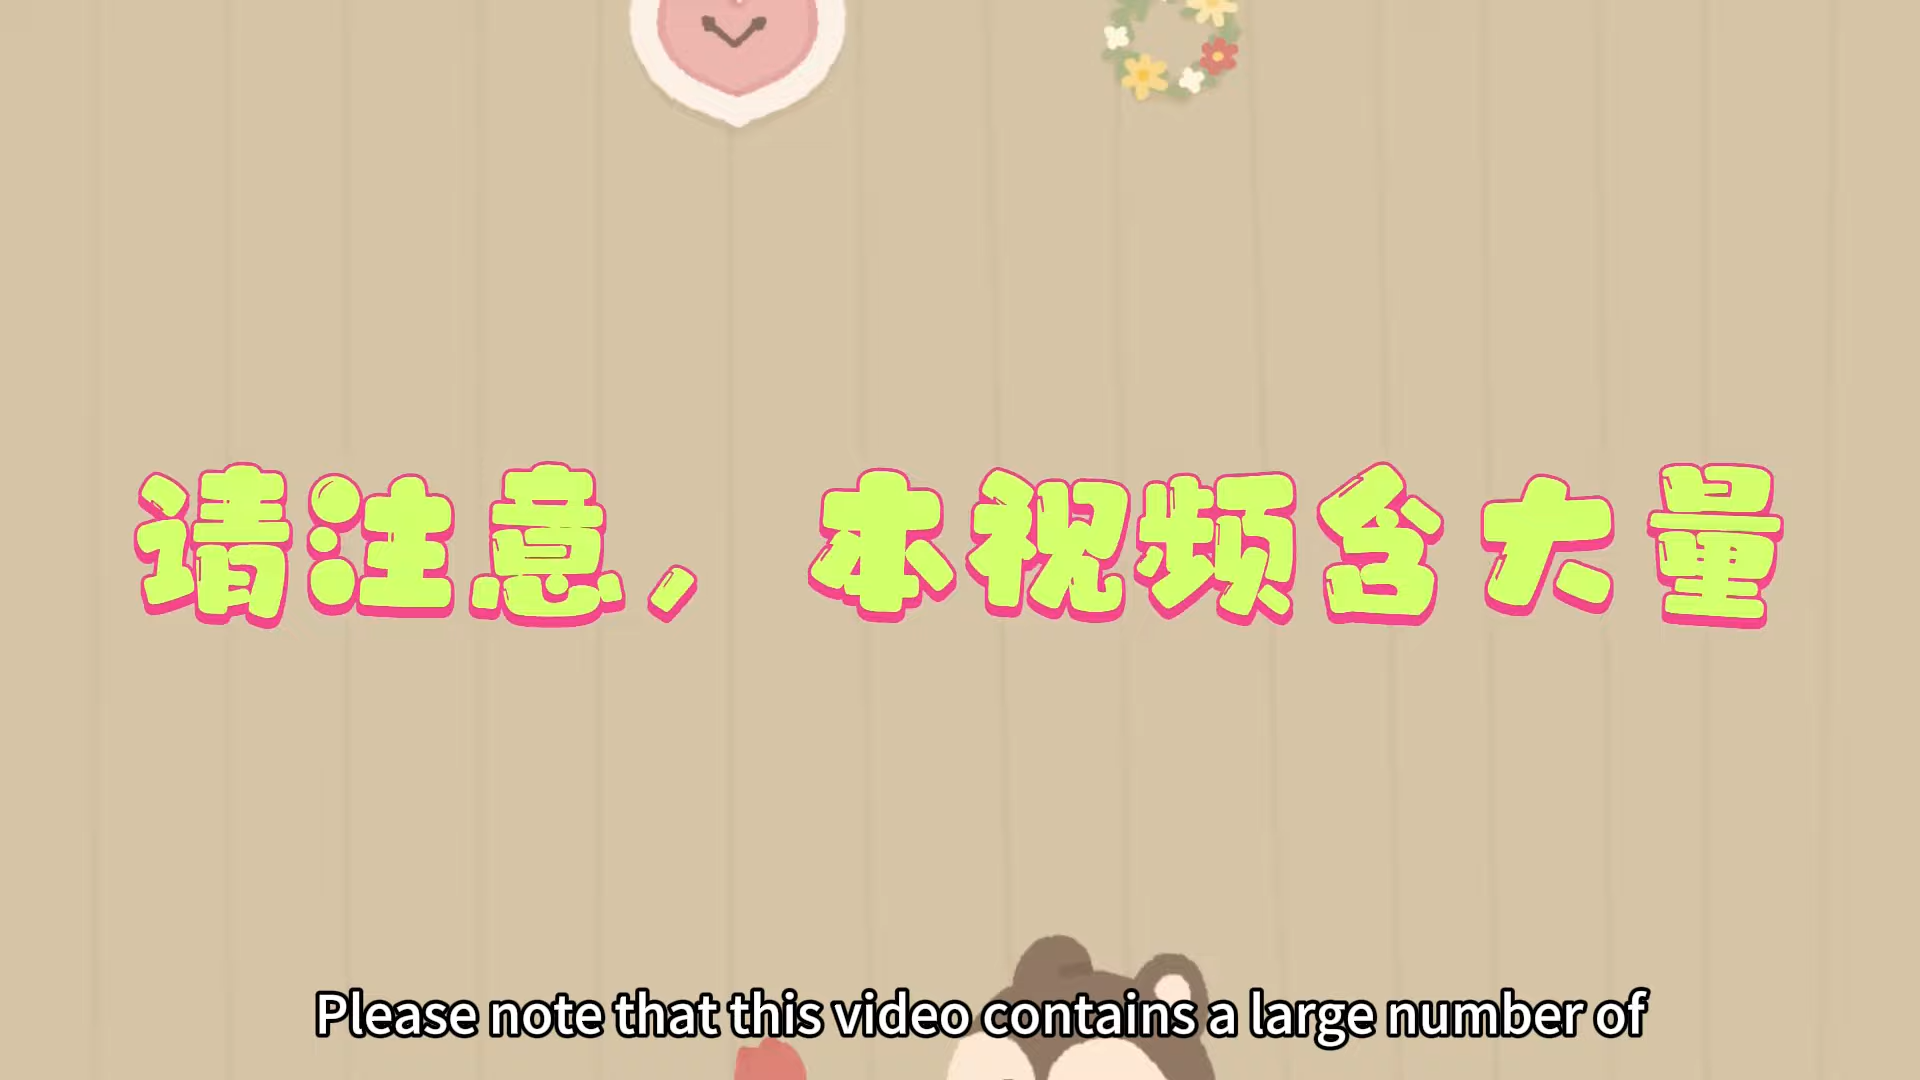 请注意，本视频含大量
Please note that this video contains a large number of